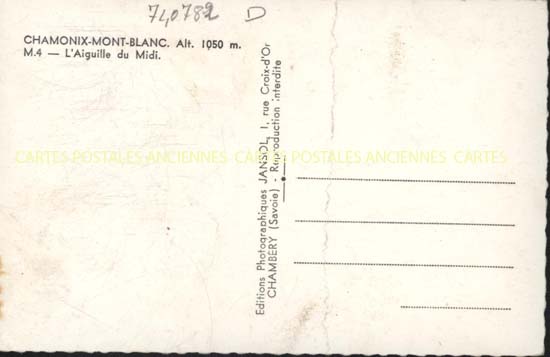 740782 D
CHAMONIX-MONT-BLANC. Alt. 1050 m.
M.4 — L'Aiguille du Midi.
CARTES POSTALES ANCIENNES CARTES POSTALES ANCIENNES CARTES
Editions Photographiques JANSOL, 1, rue Croix-d'Or
CHAMBÉRY (Savoie) - Reproduction interdite